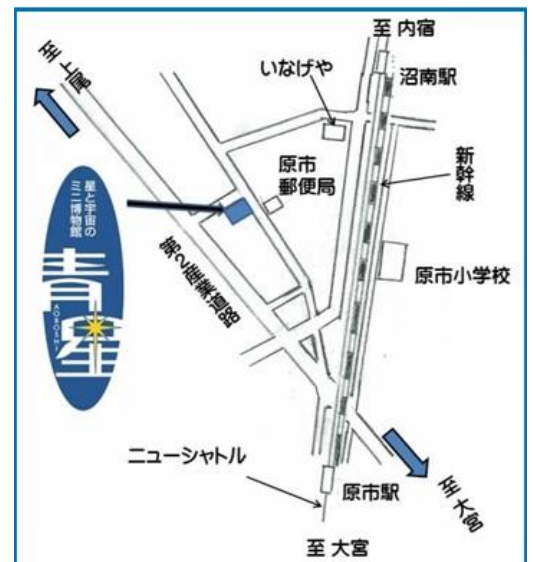 至 内宿
至 上尾
いなげや
沼南駅
新幹線
原市
郵便局
星と宇宙の
ミニ博物館
青星
AOBOSHI
第2産業道路
原市小学校
ニューシャトル
原市駅
至 大宮
至 大宮